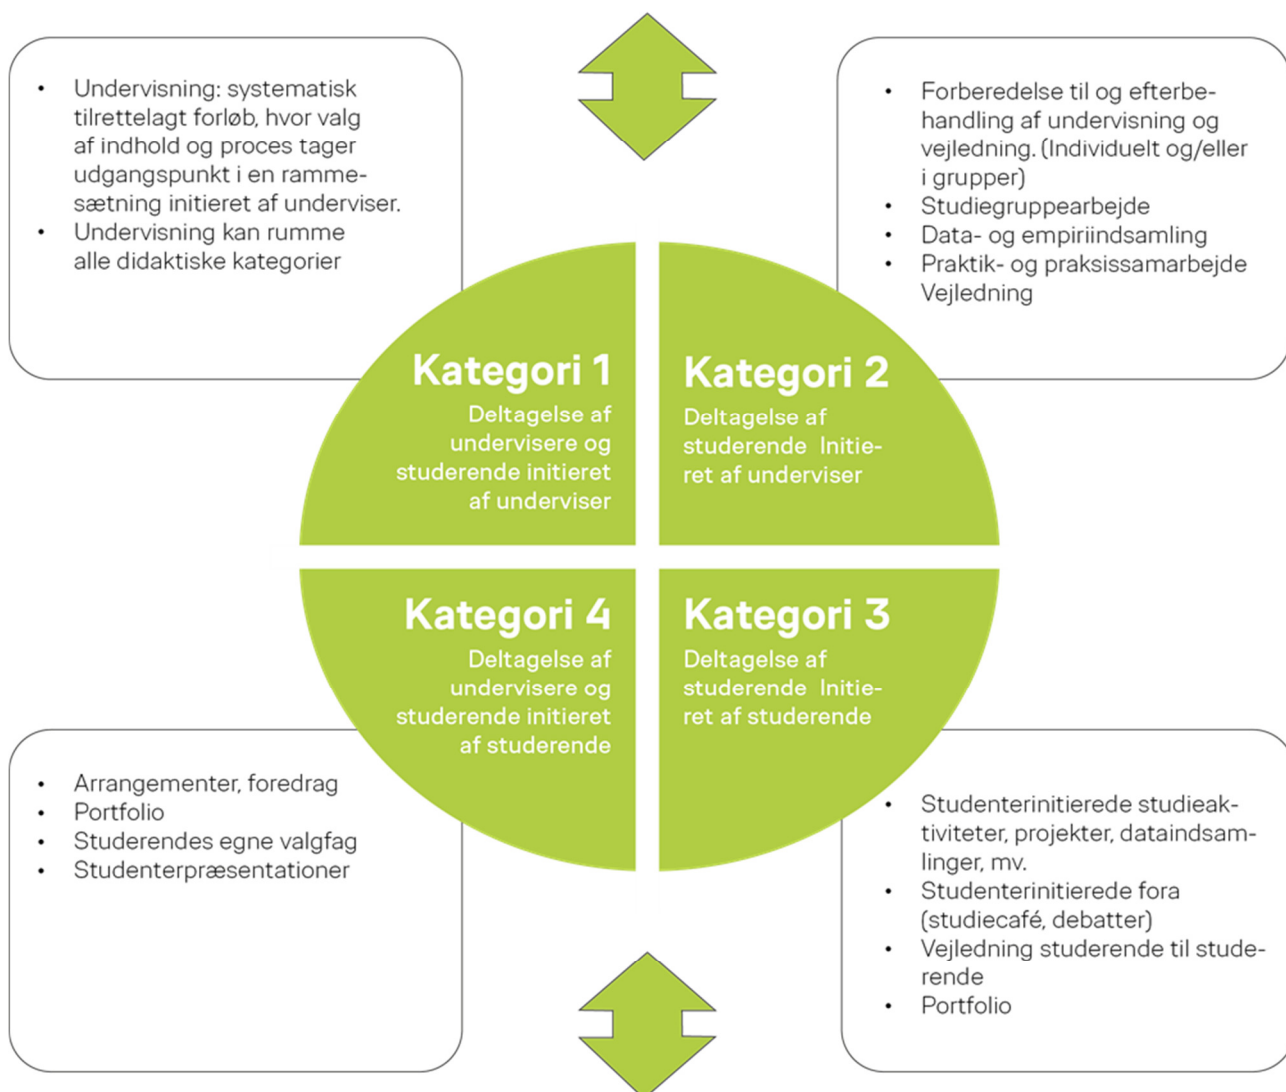 • Undervisning: systematisk
tilrettelagt forløb, hvor valg
af indhold og proces tager
udgangspunkt i en ramme-
sætning initieret af underviser.
• Undervisning kan rumme
alle didaktiske kategorier
• Forberedelse til og efterbe-
handling af undervisning og
vejledning. (Individuelt og/eller
i grupper)
• Studiegruppearbejde
• Data- og empiriindsamling
• Praktik- og praksissamarbejde
Vejledning
Kategori 1
Deltagelse af
undervisere og
studerende initieret
af underviser
Kategori 2
Deltagelse af
studerende Initie-
ret af underviser
Kategori 4
Deltagelse af
undervisere og
studerende initieret
af studerende
Kategori 3
Deltagelse af
studerende Initie-
ret af studerende
• Arrangementer, foredrag
• Portfolio
• Studerendes egne valgfag
• Studenterpræsentationer
• Studenterinitierede studieak-
tiviteter, projekter, dataindsam-
linger, mv.
• Studenterinitierede fora
(studiecafé, debatter)
• Vejledning studerende til stude-
rende
• Portfolio